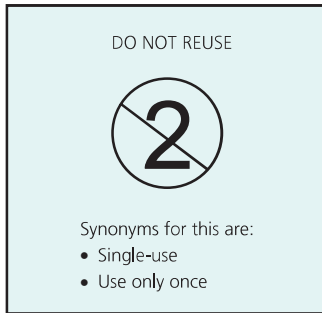 DO NOT REUSE
2
Synonyms for this are:
• Single-use
• Use only once